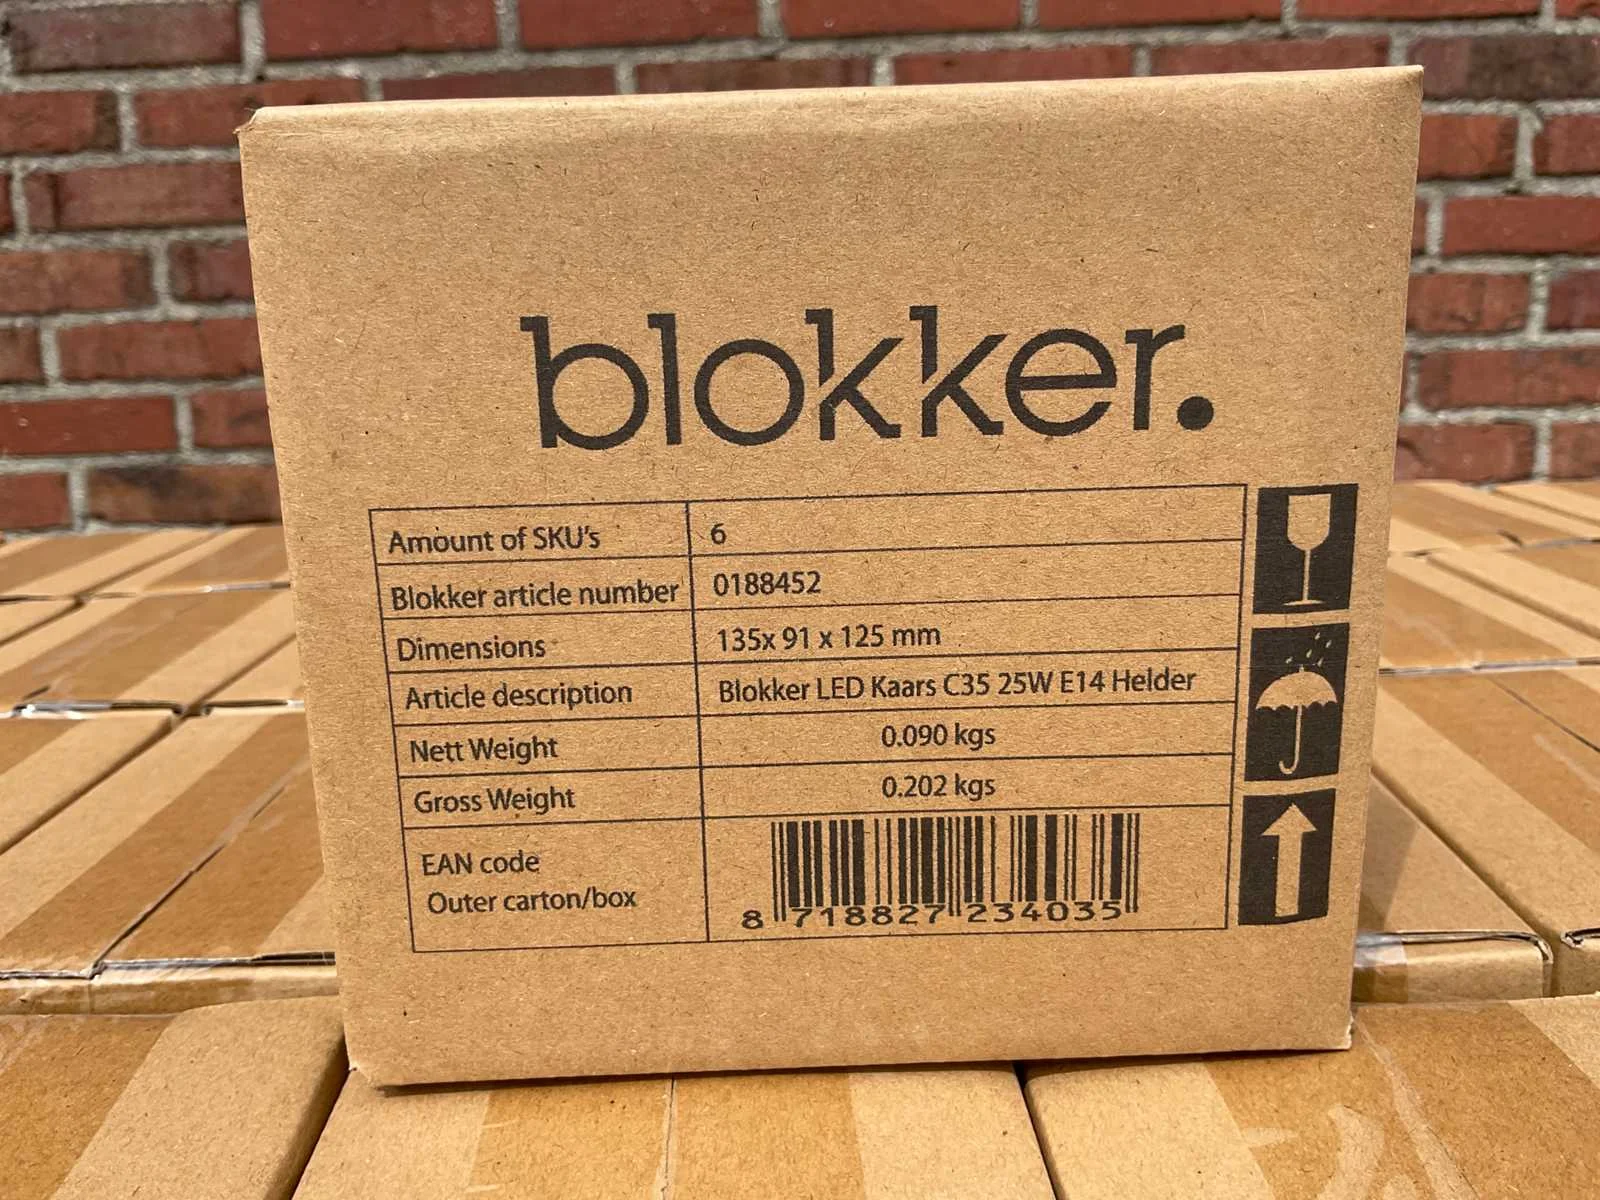 blokker.
Amount of SKU's 6
Blokker article number 0188452
Dimensions 135x 91 x 125 mm
Article description Blokker LED Kaars C35 25W E14 Helder
Nett Weight 0.090 kgs
Gross Weight 0.202 kgs
EAN code
Outer carton/box
8 718827 234035